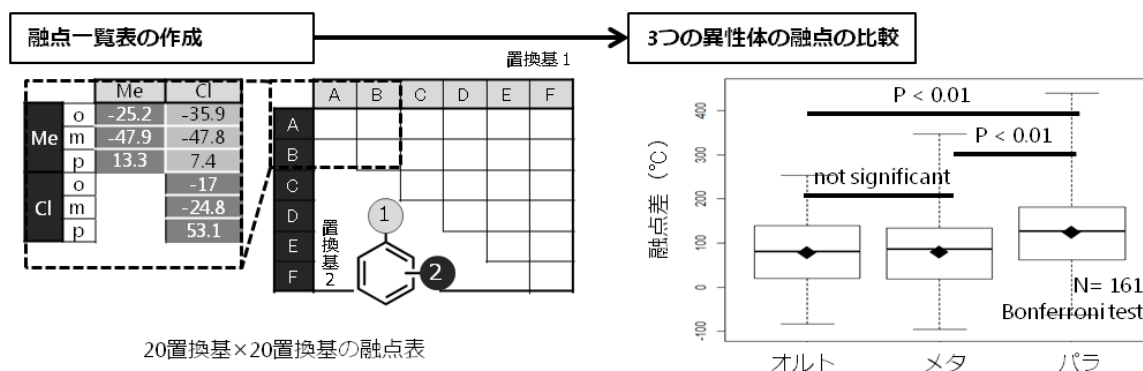 融点一覧表の作成
3つの異性体の融点の比較
置換基1
Me Cl
Me o -25.2 -35.9
m -47.9 -47.8
p 13.3 7.4
Cl o -17
m -24.8
p 53.1
A B C D E F
A
B
C
D
E
F
置換基2
1
2
20置換基×20置換基の融点表
融点差 (℃)
400
300
200
100
0
-100
P < 0.01
P < 0.01
not significant
N= 161
Bonferroni test
オルト メタ パラ